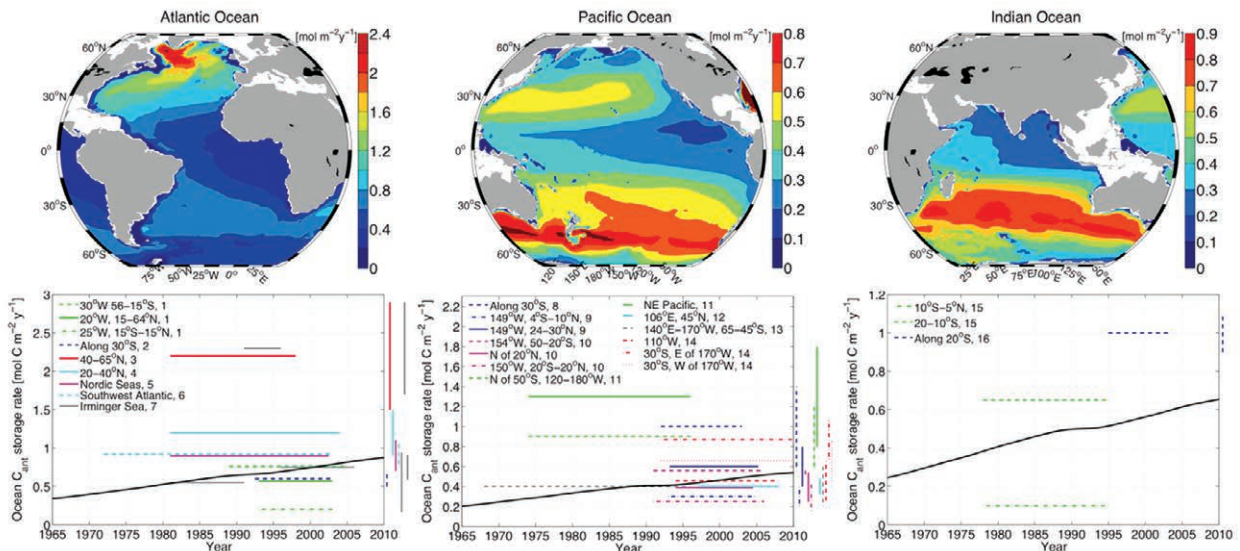 Atlantic Ocean
[mol m⁻²y⁻¹]
2.4
2
1.6
1.2
0.8
0.4
0
60°N
30°N
0°
30°S
60°S
75°W 50°W 25°W 0° 25°E
Pacific Ocean
[mol m⁻²y⁻¹]
0.8
0.7
0.6
0.5
0.4
0.3
0.2
0.1
0
60°N
30°N
0°
30°S
60°S
120° 150°E 180°W 150°W 120°W 90°W
Indian Ocean
[mol m⁻²y⁻¹]
0.9
0.8
0.7
0.6
0.5
0.4
0.3
0.2
0.1
0
60°N
30°N
0°
30°S
60°S
25°E 50°E 75°E 100°E 125°E
Ocean Cant storage rate [mol C m⁻² y⁻¹]
3
2.5
2
1.5
1
0.5
0
30°W 56−15°S, 1
20°W, 15−64°N, 1
25°W, 15°S−15°N, 1
Along 30°S, 2
40−65°N, 3
20−40°N, 4
Nordic Seas, 5
Southwest Atlantic, 6
Irminger Sea, 7
1965 1970 1975 1980 1985 1990 1995 2000 2005 2010
Year
Ocean Cant storage rate [mol C m⁻² y⁻¹]
2.2
2
1.8
1.6
1.4
1.2
1
0.8
0.6
0.4
0.2
0
Along 30°S, 8
149°W, 4°S−10°N, 9
149°W, 24−30°N, 9
154°W, 50−20°S, 10
N of 20°N, 10
150°W, 20°S−20°N, 10
N of 50°S, 120−180°W, 11
NE Pacific, 11
106°E, 45°N, 12
140°E−170°W, 65−45°S, 13
110°W, 14
30°S, E of 170°W, 14
30°S, W of 170°W, 14
1965 1970 1975 1980 1985 1990 1995 2000 2005 2010
Year
Ocean Cant storage rate [mol C m⁻² y⁻¹]
1.2
1
0.8
0.6
0.4
0.2
0
10°S−5°N, 15
20−10°S, 15
Along 20°S, 16
1965 1970 1975 1980 1985 1990 1995 2000 2005 2010
Year